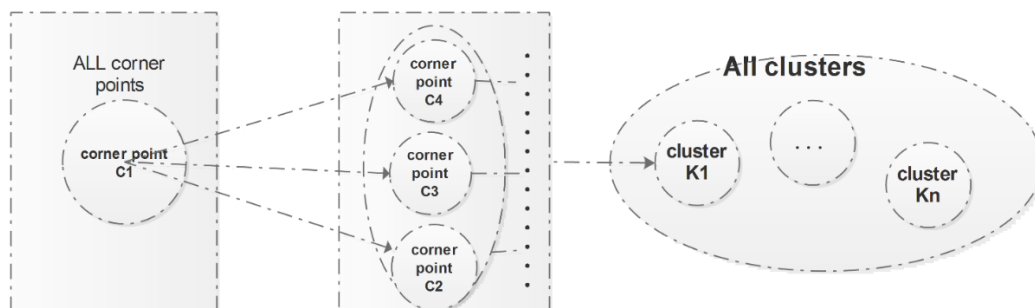 ALL corner
points
corner point
C1
corner
point
C4
corner
point
C3
corner
point
C2
All clusters
cluster
K1
...
cluster
Kn